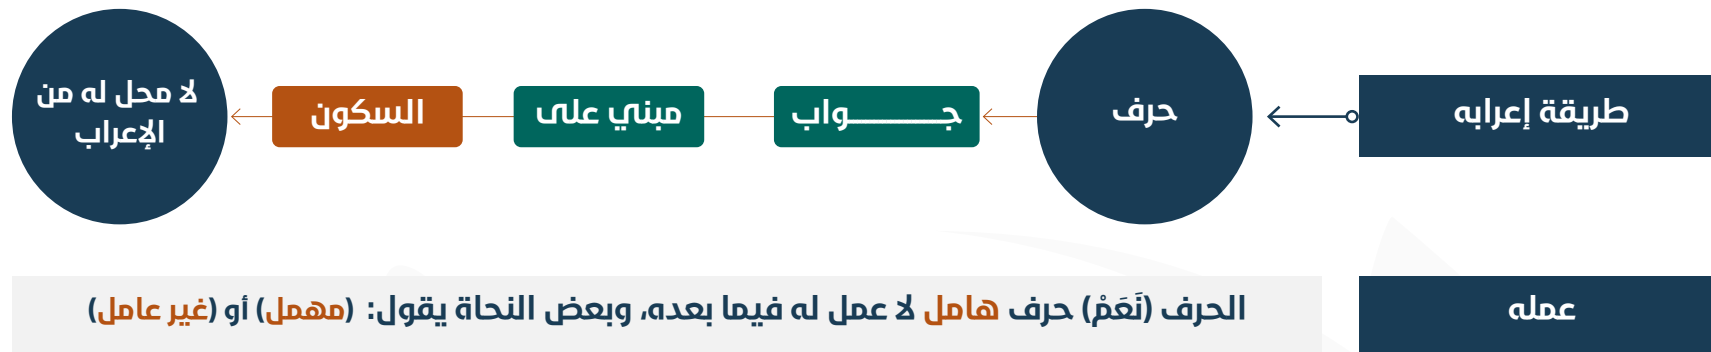 طريقة إعرابه
حرف
جـــــواب
مبني على
السكون
لا محل له من
الإعراب
عمله
الحرف (نَعَمْ) حرف هامل لا عمل له فيما بعده، وبعض النحاة يقول: (مهمل) أو (غير عامل)